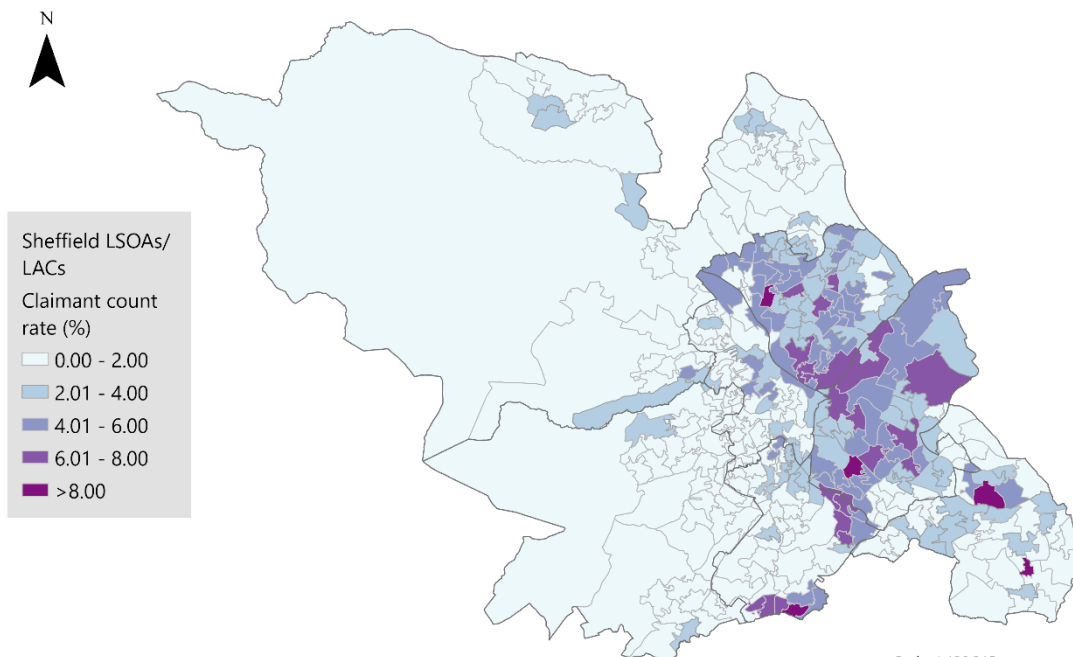 N
Sheffield LSOAs/
LACs
Claimant count
rate (%)
0.00 - 2.00
2.01 - 4.00
4.01 - 6.00
6.01 - 8.00
>8.00